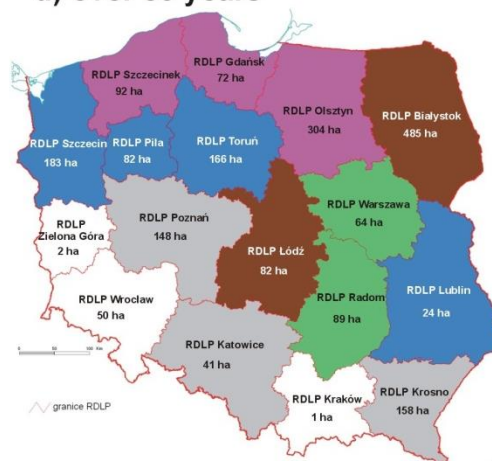 over years
RDLP Gdańsk
72 ha
RDLP Szczecinek
92 ha
RDLP Olsztyn
304 ha
RDLP Białystok
485 ha
RDLP Szczecin
183 ha
RDLP Pila
82 ha
RDLP Toruń
166 ha
RDLP Warszawa
64 ha
RDLP
Zielona Góra
2 ha
RDLP Poznań
148 ha
RDLP Łódź
82 ha
RDLP Wrocław
50 ha
RDLP Radom
89 ha
RDLP Lublin
24 ha
RDLP Katowice
41 ha
RDLP Kraków
1 ha
RDLP Krosno
158 ha
granice RDLP